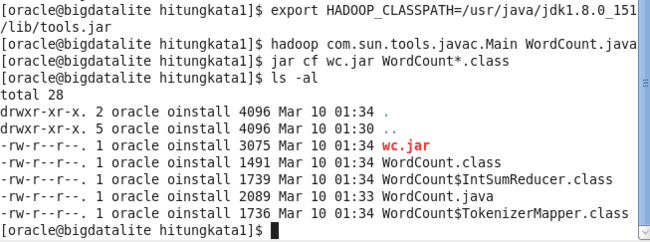 [oracle@bigdatalite hitungkata1]$ export HADOOP_CLASSPATH=/usr/java/jdk1.8.0_151
/lib/tools.jar
[oracle@bigdatalite hitungkata1]$ hadoop com.sun.tools.javac.Main WordCount.java
[oracle@bigdatalite hitungkata1]$ jar cf wc.jar WordCount*.class
[oracle@bigdatalite hitungkata1]$ ls -al
total 28
drwxr-xr-x. 2 oracle oinstall 4096 Mar 10 01:34 .
drwxr-xr-x. 5 oracle oinstall 4096 Mar 10 01:30 ..
-rw-r--r--. 1 oracle oinstall 3075 Mar 10 01:34 wc.jar
-rw-r--r--. 1 oracle oinstall 1491 Mar 10 01:34 WordCount.class
-rw-r--r--. 1 oracle oinstall 1739 Mar 10 01:34 WordCount$IntSumReducer.class
-rw-r--r--. 1 oracle oinstall 2089 Mar 10 01:33 WordCount.java
-rw-r--r--. 1 oracle oinstall 1736 Mar 10 01:34 WordCount$TokenizerMapper.class
[oracle@bigdatalite hitungkata1]$